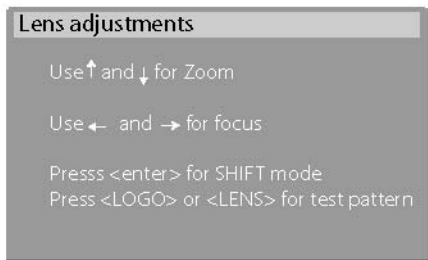 Lens adjustments
Use ↑ and ↓ for Zoom
Use ← and → for focus
Presss <enter> for SHIFT mode
Press <LOGO> or <LENS> for test pattern